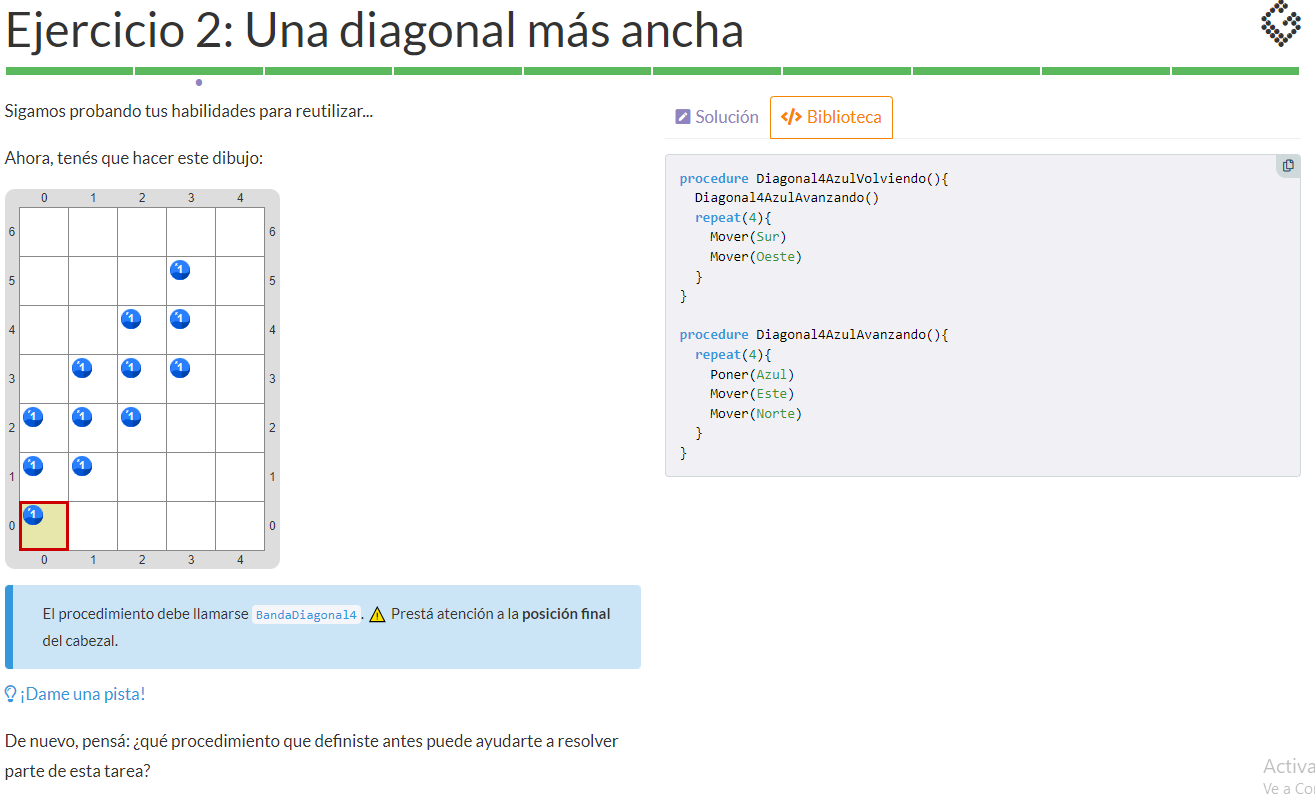 Ejercicio 2: Una diagonal más ancha
Sigamos probando tus habilidades para reutilizar...
Ahora, tenés que hacer este dibujo:
0 1 2 3 4
6 6
5 1 5
4 1 1 4
3 1 1 1 3
2 1 1 1 2
1 1 1 1
0 1 0
0 1 2 3 4
El procedimiento debe llamarse BandaDiagonal4. Prestá atención a la posición final
del cabezal.
¡Dame una pista!
De nuevo, pensá: ¿qué procedimiento que definiste antes puede ayudarte a resolver
parte de esta tarea?
Solución </> Biblioteca
procedure Diagonal4AzulVolviendo(){
Diagonal4AzulAvanzando()
repeat(4){
Mover(Sur)
Mover(Oeste)
}
}
procedure Diagonal4AzulAvanzando(){
repeat(4){
Poner(Azul)
Mover(Este)
Mover(Norte)
}
}
Activa
Ve a Co